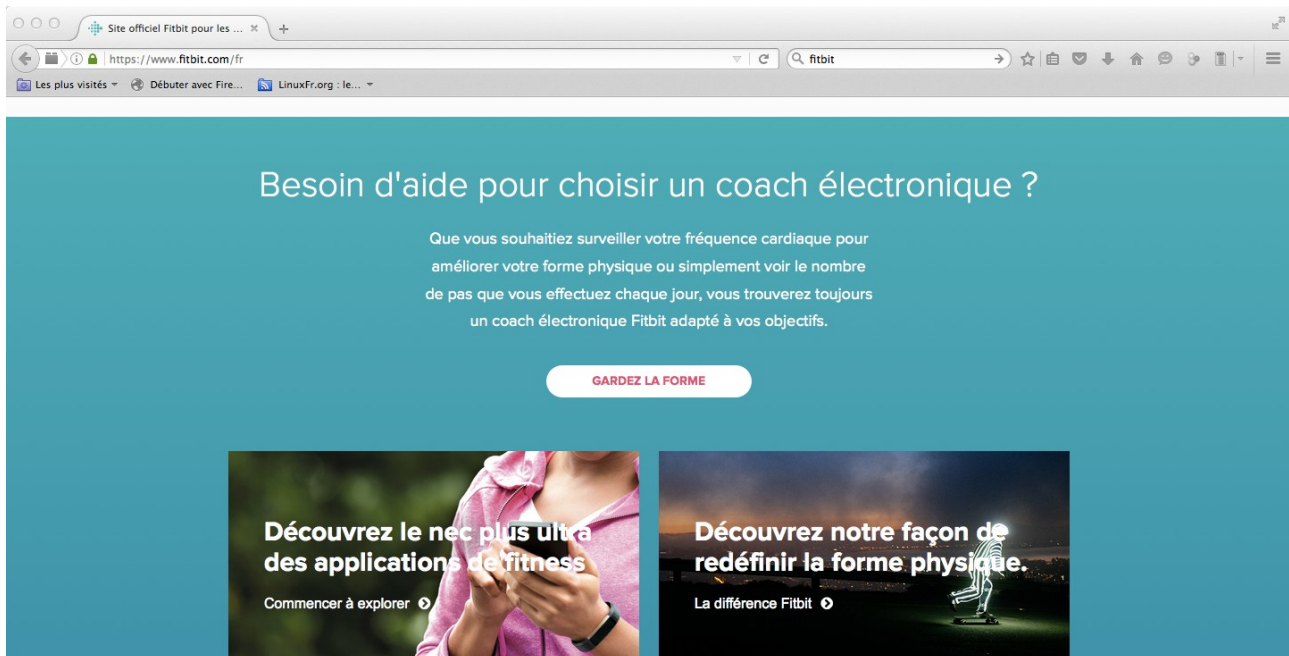 Site officiel Fitbit pour les ...
https://www.fitbit.com/fr
fitbit
Les plus visités
Débuter avec Fire...
LinuxFr.org : le...
Besoin d'aide pour choisir un coach électronique ?
Que vous souhaitiez surveiller votre fréquence cardiaque pour
améliorer votre forme physique ou simplement voir le nombre
de pas que vous effectuez chaque jour, vous trouverez toujours
un coach électronique Fitbit adapté à vos objectifs.
GARDEZ LA FORME
Découvrez le nec plus ultra
des applications de fitness
Commencer à explorer
Découvrez notre façon de
redéfinir la forme physique.
La différence Fitbit